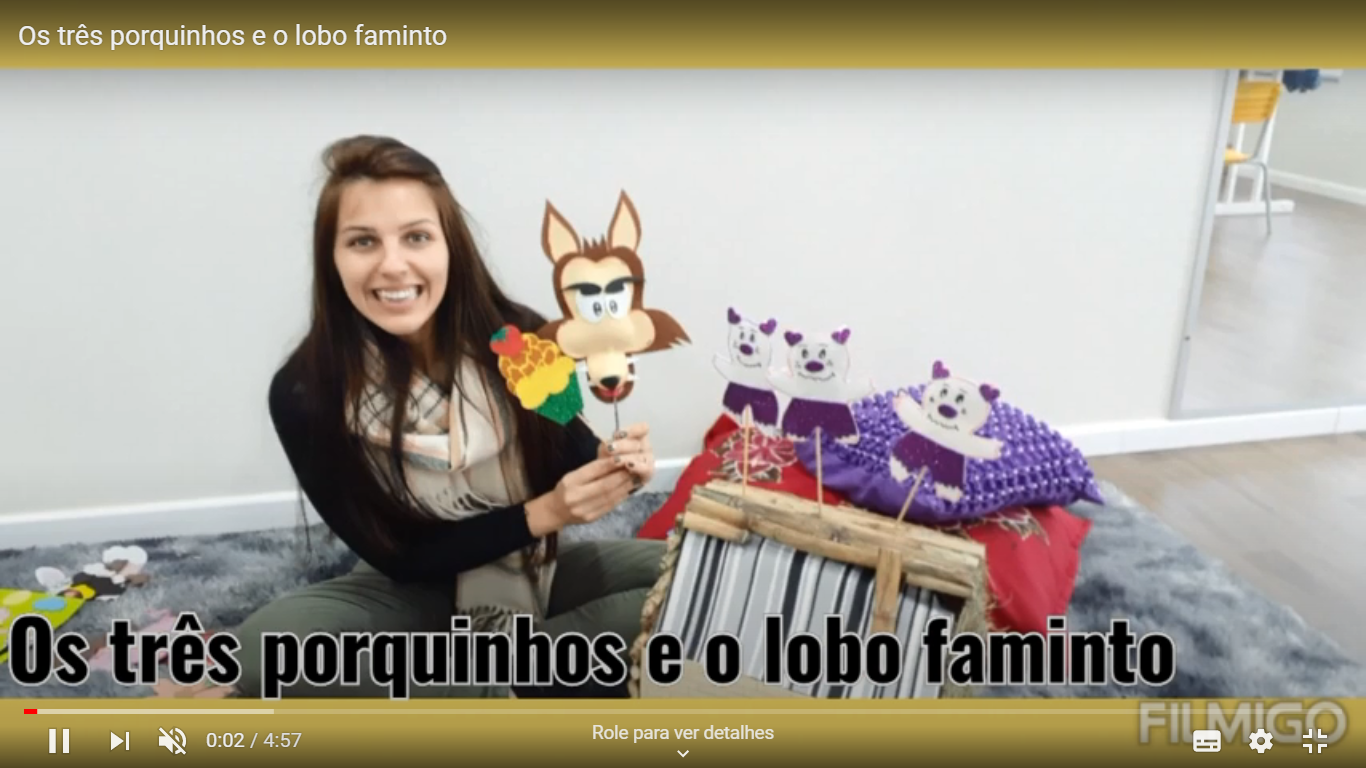 Os três porquinhos e o lobo faminto
Os três porquinhos e o lobo faminto
FILMIGO
0:02 / 4:57
Role para ver detalhes